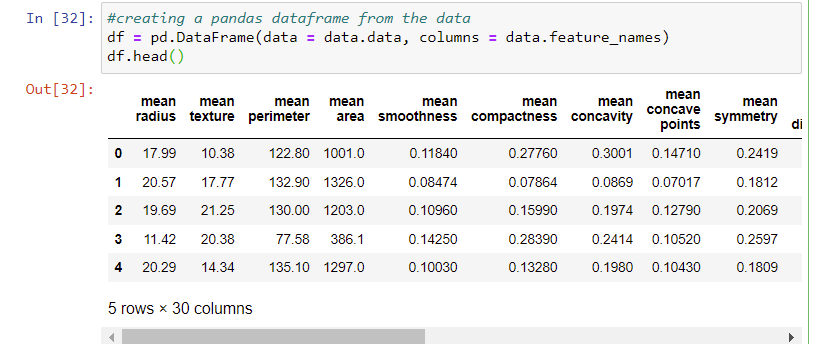 In [32]: #creating a pandas dataframe from the data
df = pd.DataFrame(data = data.data, columns = data.feature_names)
df.head()
Out[32]:
mean radius mean texture mean perimeter mean area mean smoothness mean compactness mean concavity mean concave points mean symmetry di
0 17.99 10.38 122.80 1001.0 0.11840 0.27760 0.3001 0.14710 0.2419
1 20.57 17.77 132.90 1326.0 0.08474 0.07864 0.0869 0.07017 0.1812
2 19.69 21.25 130.00 1203.0 0.10960 0.15990 0.1974 0.12790 0.2069
3 11.42 20.38 77.58 386.1 0.14250 0.28390 0.2414 0.10520 0.2597
4 20.29 14.34 135.10 1297.0 0.10030 0.13280 0.1980 0.10430 0.1809
5 rows × 30 columns